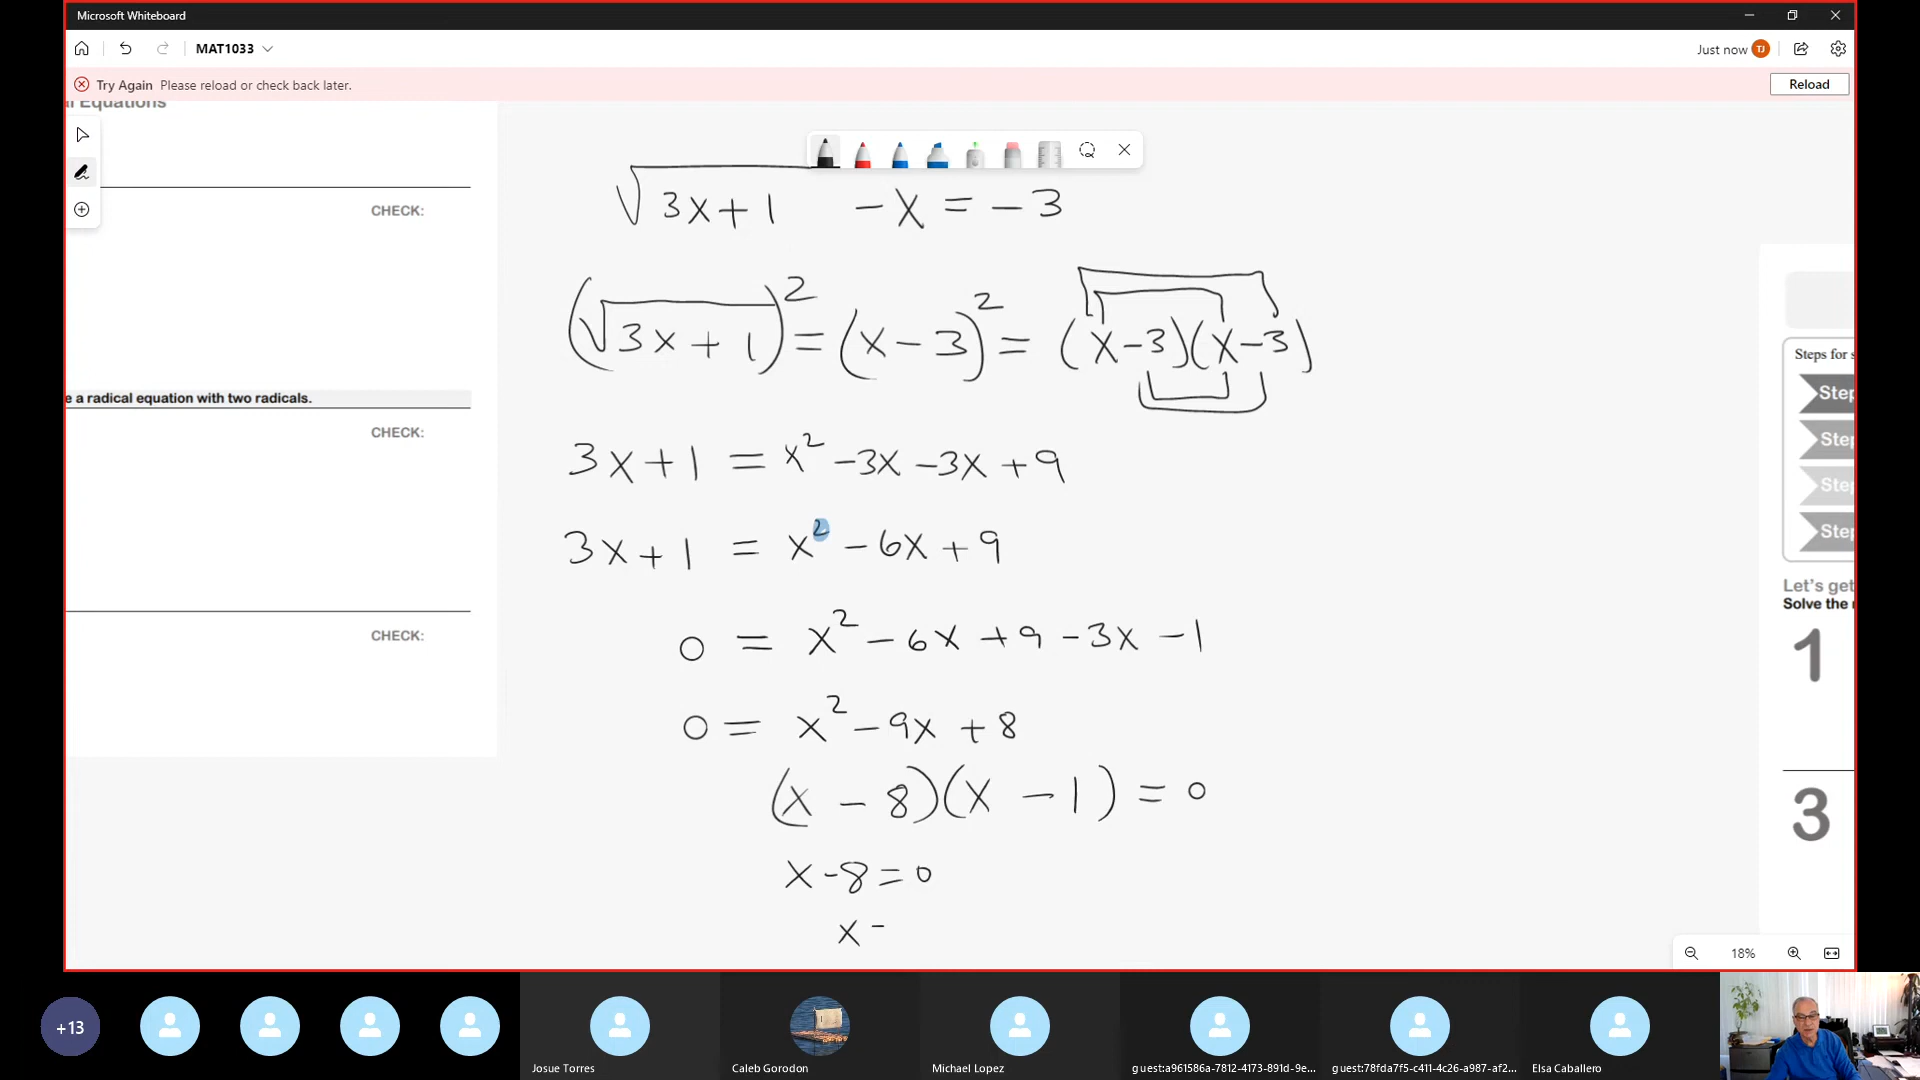 Microsoft Whiteboard
MAT1033
Just now TJ
Try Again Please reload or check back later.
Reload
Equations
CHECK:
e a radical equation with two radicals.
CHECK:
CHECK:
√(3x+1) -x = -3
(√(3x+1))² = (x-3)² = (x-3)(x-3)
3x+1 = x² -3x -3x +9
3x+1 = x² -6x +9
0 = x² -6x +9 -3x -1
0 = x² -9x +8
(x - 8)(x - 1) = 0
x-8=0
x -
Steps for s
Step
Step
Step
Step
Let's get
Solve the
1
3
18%
+13
Josue Torres
Caleb Gorodon
Michael Lopez
guest:a961586a-7812-4173-891d-9e...
guest:78fda7f5-c411-4c26-a987-af2...
Elsa Caballero